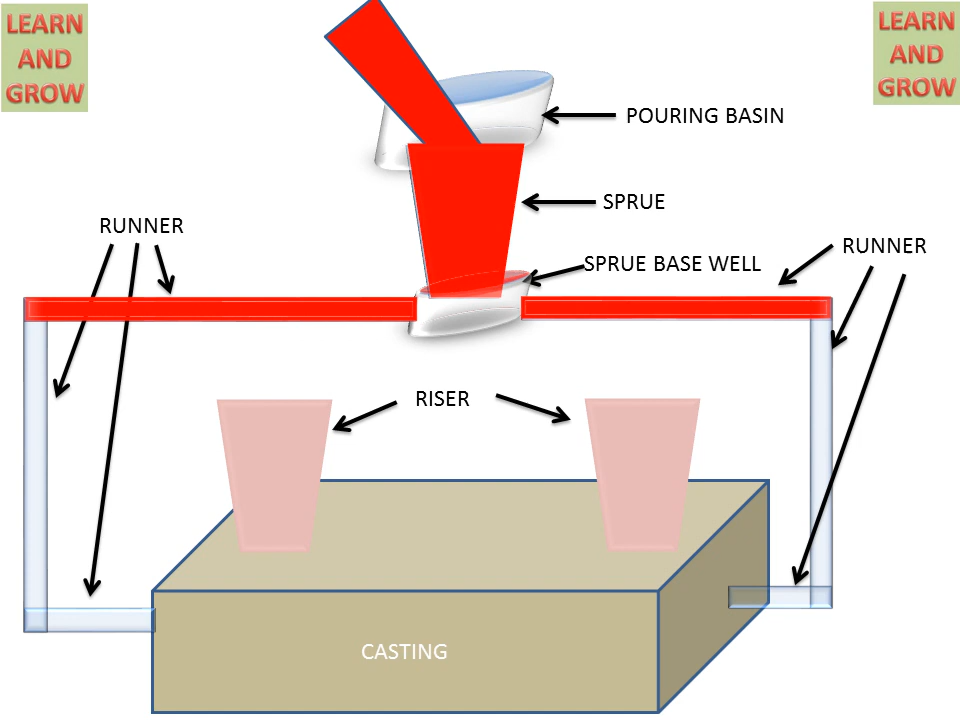 LEARN
AND
GROW
LEARN
AND
GROW
POURING BASIN
SPRUE
RUNNER
RUNNER
SPRUE BASE WELL
RISER
CASTING